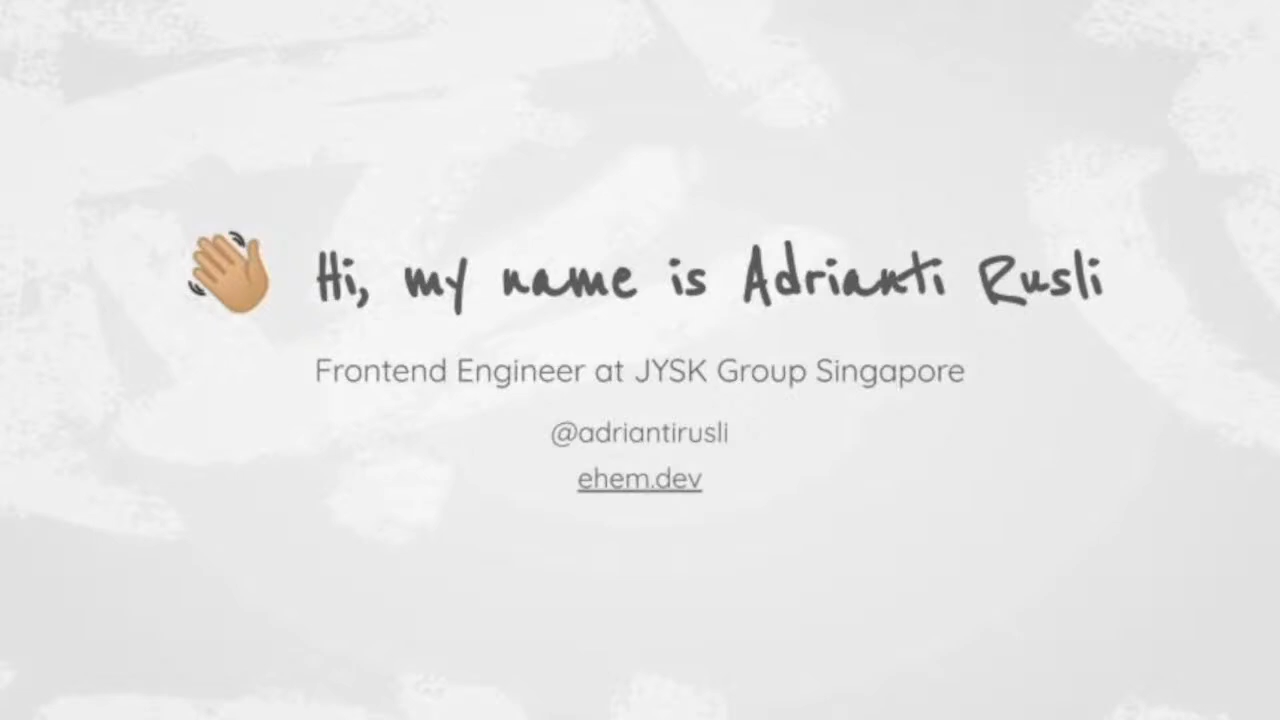 👋🏼 Hi, my name is Adrianti Rusli
Frontend Engineer at JYSK Group Singapore
@adriantirusli
ehem.dev